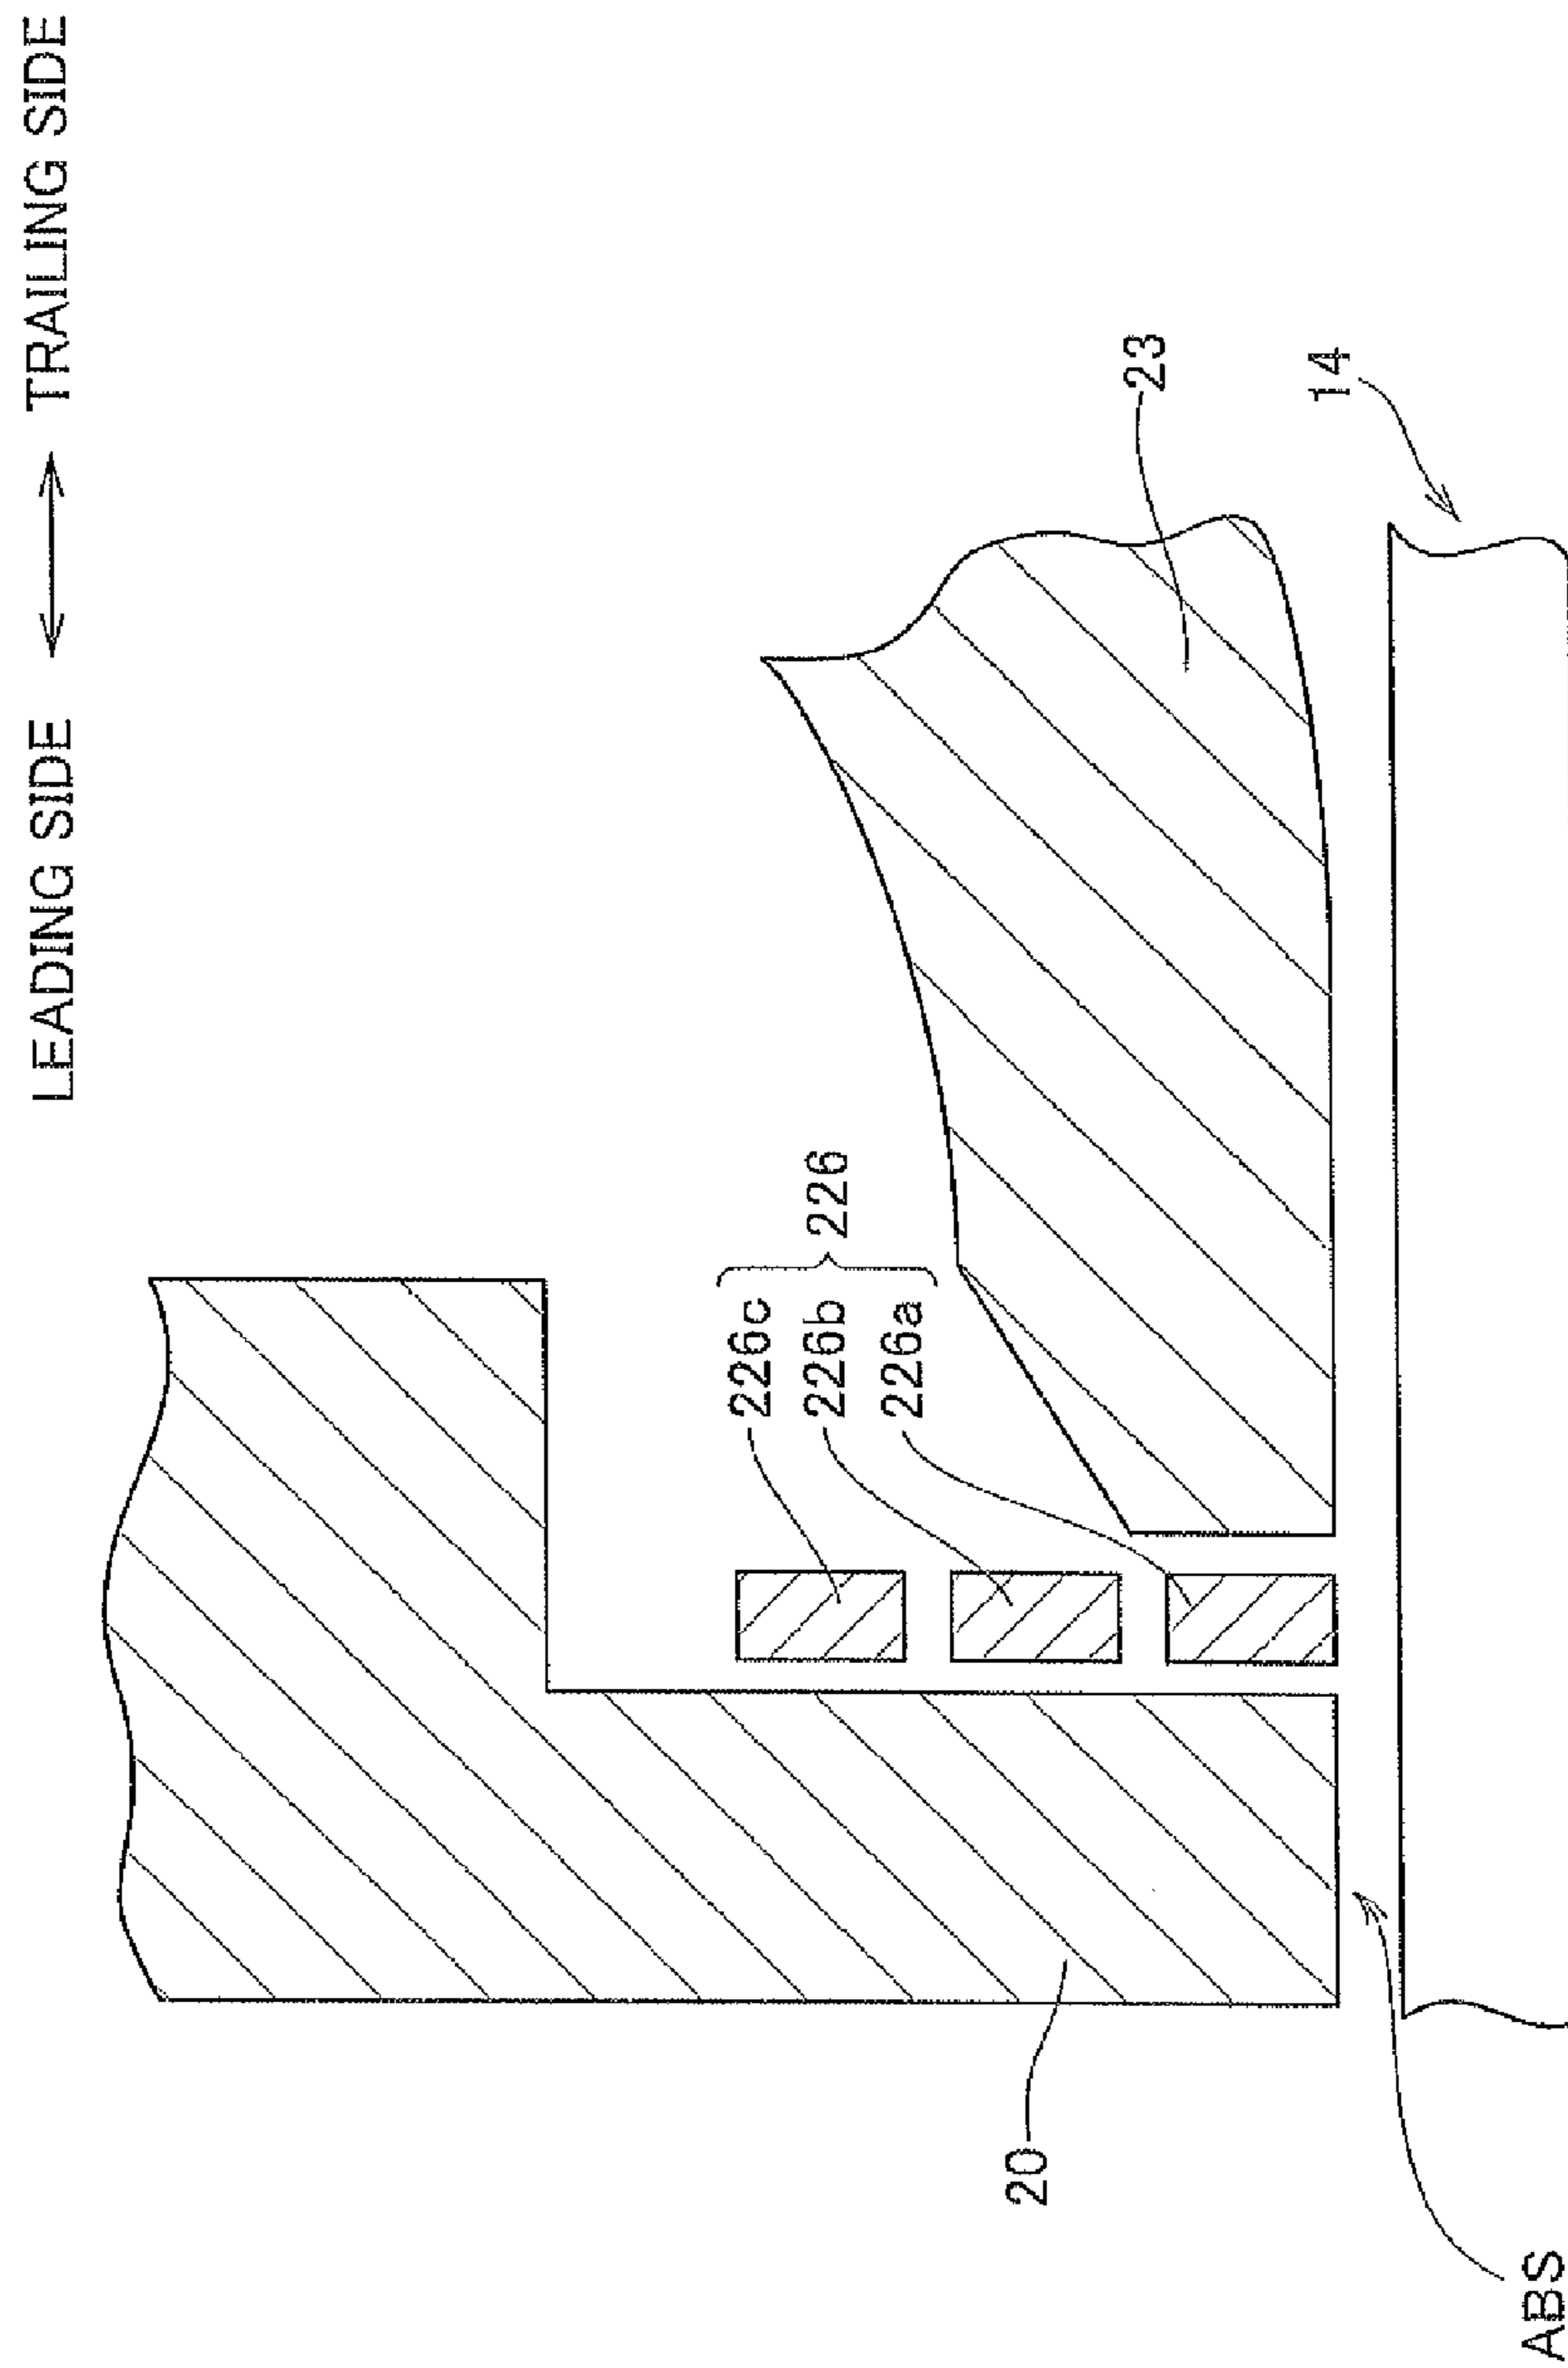 LEADING SIDE
TRAILING SIDE
226c
226b
226a
226
23
14
20
ABS